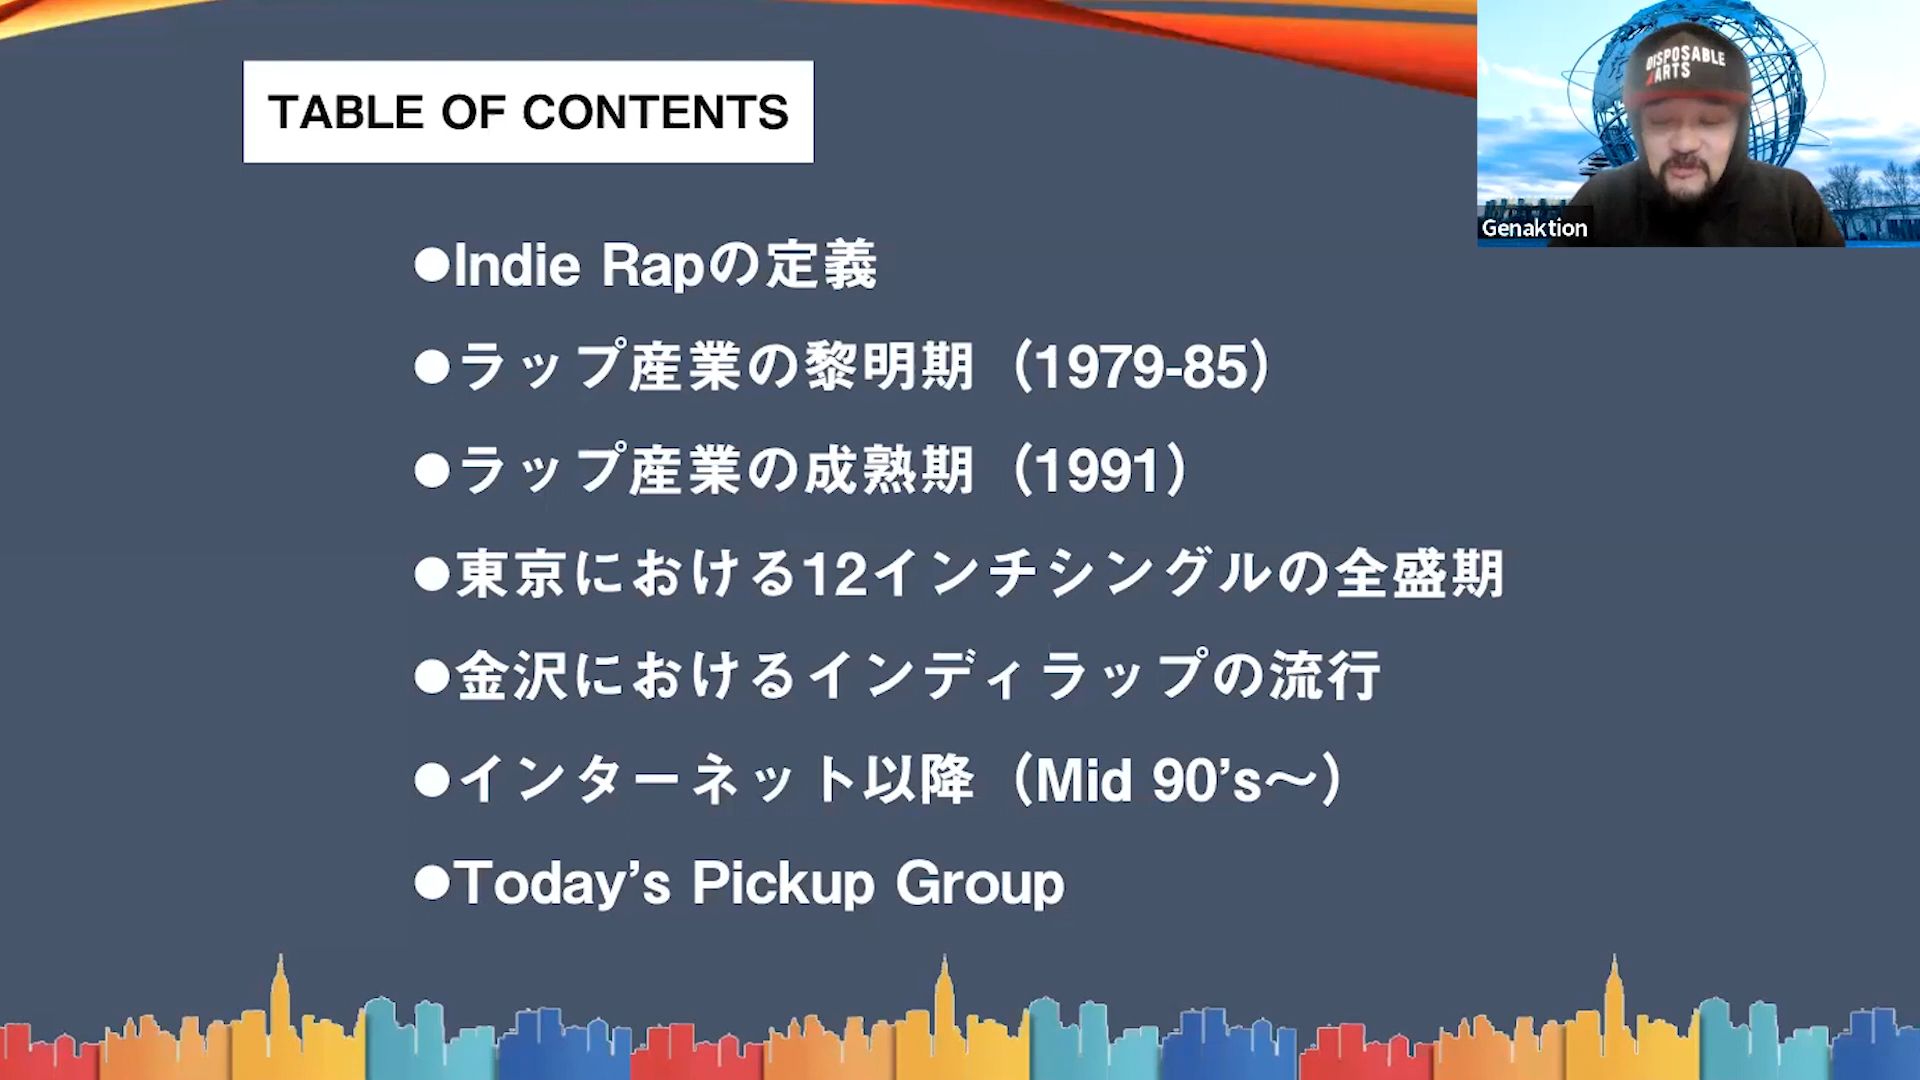 TABLE OF CONTENTS
●Indie Rapの定義
●ラップ産業の黎明期（1979-85）
●ラップ産業の成熟期（1991）
●東京における12インチシングルの全盛期
●金沢におけるインディラップの流行
●インターネット以降（Mid 90’s～）
●Today’s Pickup Group
DISPOSABLE
ARTS
Genaktion